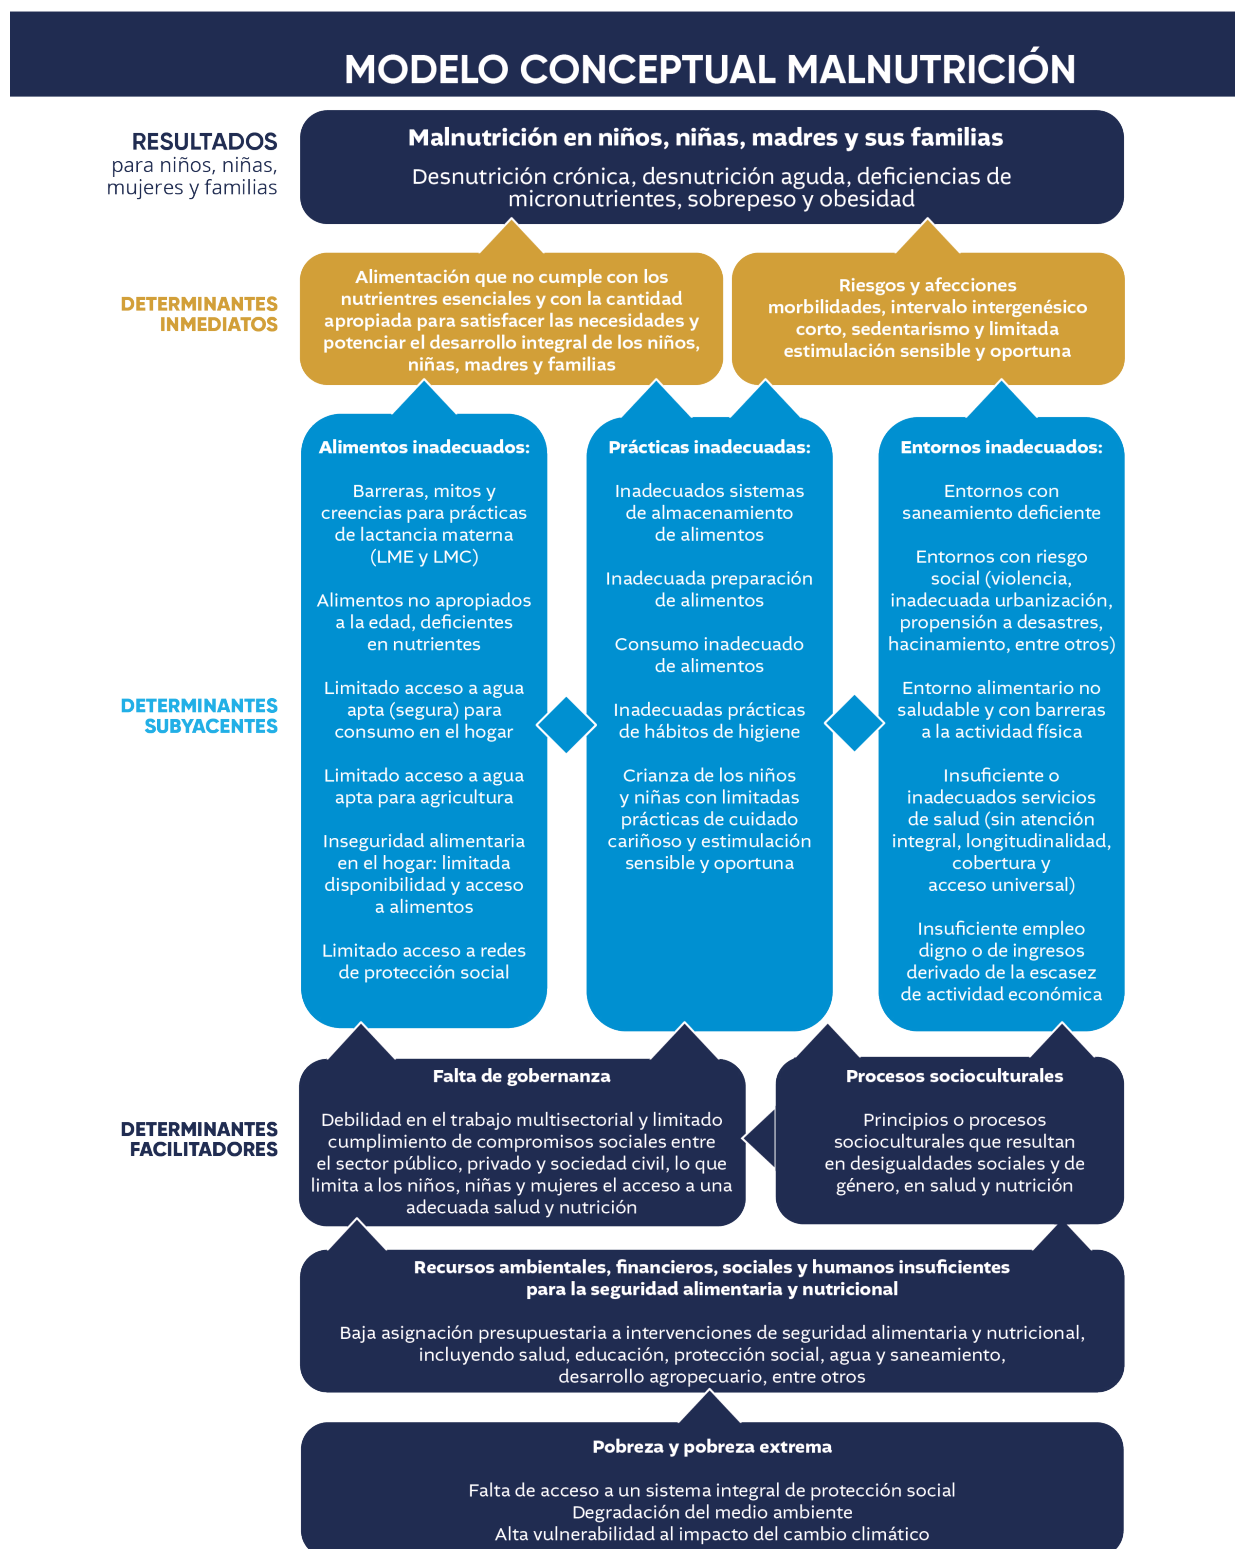 MODELO CONCEPTUAL MALNUTRICIÓN
RESULTADOS
para niños, niñas,
mujeres y familias
Malnutrición en niños, niñas, madres y sus familias
Desnutrición crónica, desnutrición aguda, deficiencias de
micronutrientes, sobrepeso y obesidad
DETERMINANTES
INMEDIATOS
Alimentación que no cumple con los
nutrientres esenciales y con la cantidad
apropiada para satisfacer las necesidades y
potenciar el desarrollo integral de los niños,
niñas, madres y familias
Riesgos y afecciones
morbilidades, intervalo intergenésico
corto, sedentarismo y limitada
estimulación sensible y oportuna
DETERMINANTES
SUBYACENTES
Alimentos inadecuados:
Barreras, mitos y
creencias para prácticas
de lactancia materna
(LME y LMC)
Alimentos no apropiados
a la edad, deficientes
en nutrientes
Limitado acceso a agua
apta (segura) para
consumo en el hogar
Limitado acceso a agua
apta para agricultura
Inseguridad alimentaria
en el hogar: limitada
disponibilidad y acceso
a alimentos
Limitado acceso a redes
de protección social
Prácticas inadecuadas:
Inadecuados sistemas
de almacenamiento
de alimentos
Inadecuada preparación
de alimentos
Consumo inadecuado
de alimentos
Inadecuadas prácticas
de hábitos de higiene
Crianza de los niños
y niñas con limitadas
prácticas de cuidado
cariñoso y estimulación
sensible y oportuna
Entornos inadecuados:
Entornos con
saneamiento deficiente
Entornos con riesgo
social (violencia,
inadecuada urbanización,
propensión a desastres,
hacinamiento, entre otros)
Entorno alimentario no
saludable y con barreras
a la actividad física
Insuficiente o
inadecuados servicios
de salud (sin atención
integral, longitudinalidad,
cobertura y
acceso universal)
Insuficiente empleo
digno o de ingresos
derivado de la escasez
de actividad económica
DETERMINANTES
FACILITADORES
Falta de gobernanza
Debilidad en el trabajo multisectorial y limitado
cumplimiento de compromisos sociales entre
el sector público, privado y sociedad civil, lo que
limita a los niños, niñas y mujeres el acceso a una
adecuada salud y nutrición
Procesos socioculturales
Principios o procesos
socioculturales que resultan
en desigualdades sociales y de
género, en salud y nutrición
Recursos ambientales, financieros, sociales y humanos insuficientes
para la seguridad alimentaria y nutricional
Baja asignación presupuestaria a intervenciones de seguridad alimentaria y nutricional,
incluyendo salud, educación, protección social, agua y saneamiento,
desarrollo agropecuario, entre otros
Pobreza y pobreza extrema
Falta de acceso a un sistema integral de protección social
Degradación del medio ambiente
Alta vulnerabilidad al impacto del cambio climático